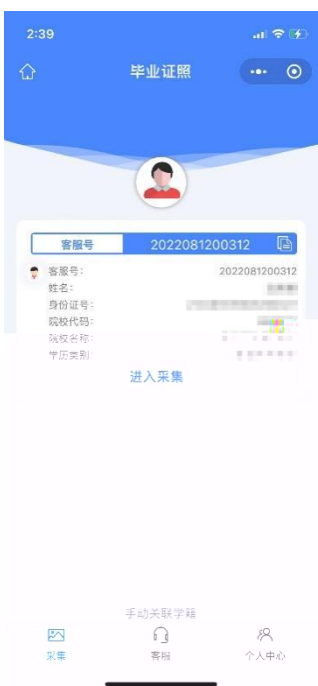 2:39
毕业证照
客服号 2022081200312
客服号: 2022081200312
姓名:
身份证号:
院校代码:
院校名称:
学历类别:
进入采集
手动关联学籍
采集 客服 个人中心